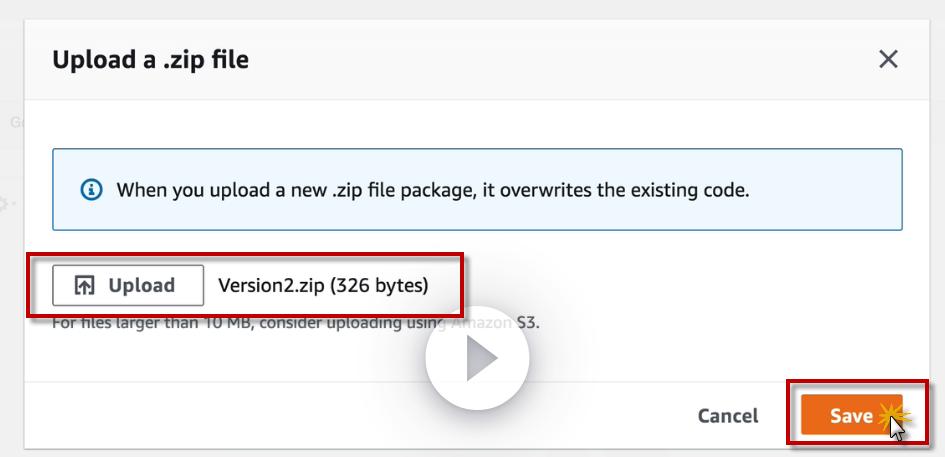 Upload a .zip file
When you upload a new .zip file package, it overwrites the existing code.
Upload Version2.zip (326 bytes)
For files larger than 10 MB, consider uploading using Amazon S3.
Cancel Save